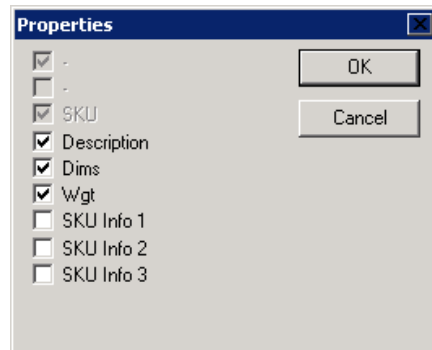 Properties
-
-
SKU
Description
Dims
Wgt
SKU Info 1
SKU Info 2
SKU Info 3
OK
Cancel